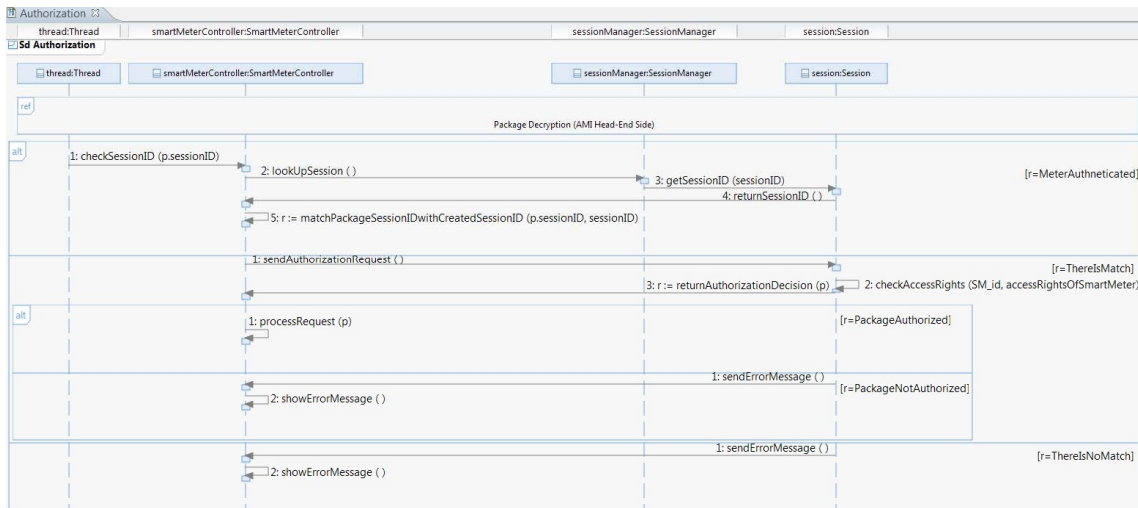 Authorization
thread:Thread smartMeterController:SmartMeterController sessionManager:SessionManager session:Session
Sd Authorization
thread:Thread smartMeterController:SmartMeterController sessionManager:SessionManager session:Session
ref
Package Decryption (AMI Head-End Side)
alt
1: checkSessionID (p.sessionID)
2: lookUpSession ( )
3: getSessionID (sessionID)
[r=MeterAuthneticated]
4: returnSessionID ( )
5: r := matchPackageSessionIDwithCreatedSessionID (p.sessionID, sessionID)
1: sendAuthorizationRequest ( )
[r=ThereIsMatch]
3: r := returnAuthorizationDecision (p) 2: checkAccessRights (SM_id, accessRightsOfSmartMeter)
alt
1: processRequest (p)
[r=PackageAuthorized]
1: sendErrorMessage ( )
[r=PackageNotAuthorized]
2: showErrorMessage ( )
1: sendErrorMessage ( )
[r=ThereIsNoMatch]
2: showErrorMessage ( )